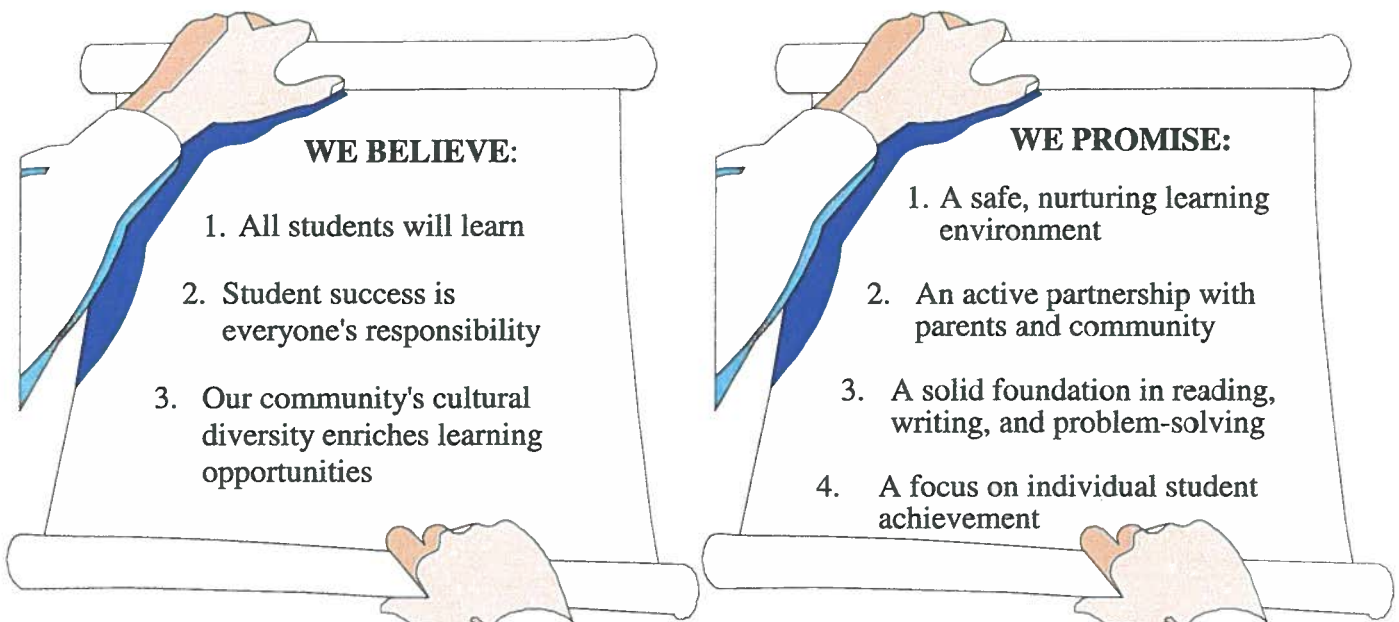 WE BELIEVE:
1. All students will learn
2. Student success is
everyone's responsibility
3. Our community's cultural
diversity enriches learning
opportunities
WE PROMISE:
1. A safe, nurturing learning
environment
2. An active partnership with
parents and community
3. A solid foundation in reading,
writing, and problem-solving
4. A focus on individual student
achievement